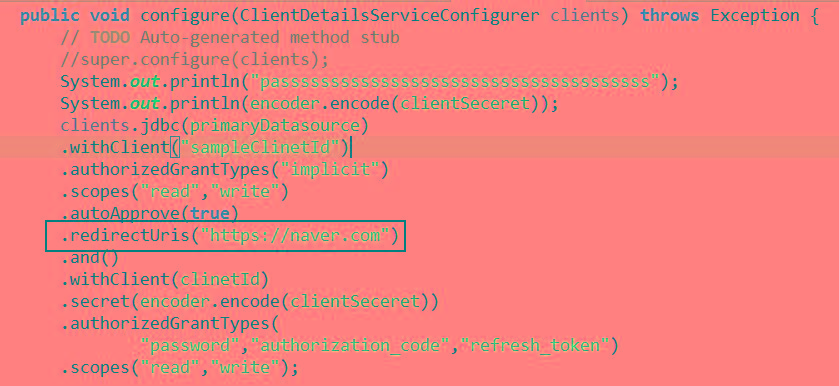 public void configure(ClientDetailsServiceConfigurer clients) throws Exception {
// TODO Auto-generated method stub
//super.configure(clients);
System.out.println("passssssssssssssssssssssssssssssssssssss");
System.out.println(encoder.encode(clientSeceret));
clients.jdbc(primaryDatasource)
.withClient("sampleClinetId")
.authorizedGrantTypes("implicit")
.scopes("read","write")
.autoApprove(true)
.redirectUris("https://naver.com")
.and()
.withClient(clinetId)
.secret(encoder.encode(clientSeceret))
.authorizedGrantTypes(
"password","authorization_code","refresh_token")
.scopes("read","write");